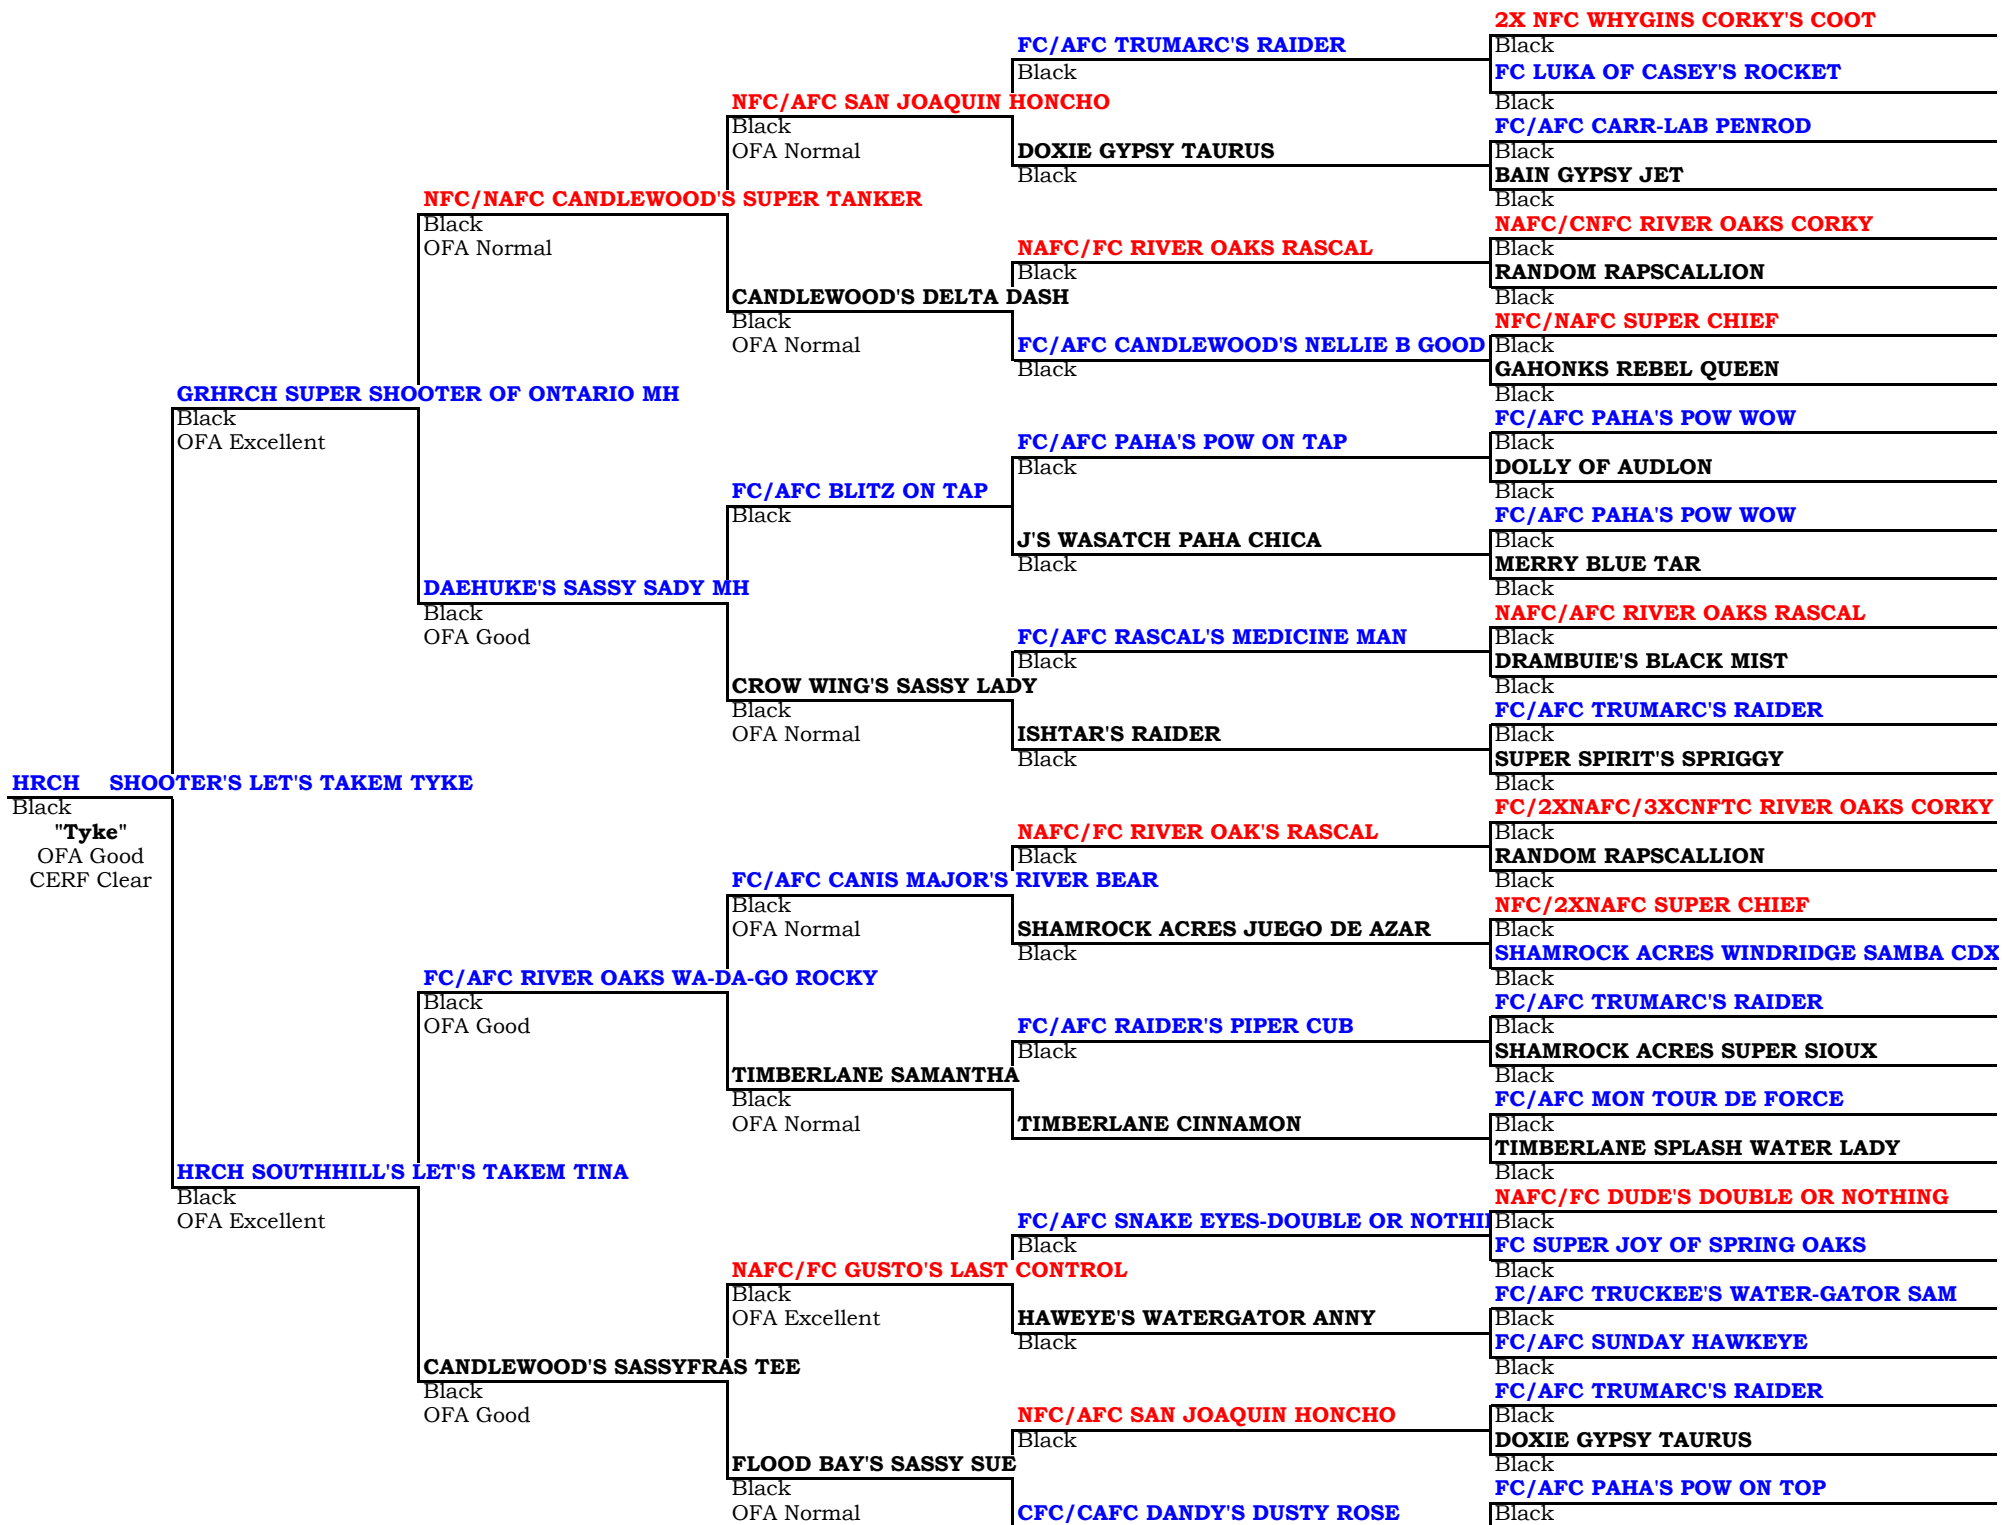 2X NFC WHYGINS CORKY'S COOT
FC/AFC TRUMARC'S RAIDER
Black
Black
FC LUKA OF CASEY'S ROCKET
NFC/AFC SAN JOAQUIN HONCHO
Black
Black
FC/AFC CARR-LAB PENROD
OFA Normal
DOXIE GYPSY TAURUS
Black
Black
BAIN GYPSY JET
NFC/NAFC CANDLEWOOD'S SUPER TANKER
Black
Black
NAFC/CNFC RIVER OAKS CORKY
OFA Normal
NAFC/FC RIVER OAKS RASCAL
Black
Black
RANDOM RAPSCALLION
CANDLEWOOD'S DELTA DASH
Black
Black
NFC/NAFC SUPER CHIEF
OFA Normal
FC/AFC CANDLEWOOD'S NELLIE B GOOD
Black
Black
GAHONKS REBEL QUEEN
GRHRCH SUPER SHOOTER OF ONTARIO MH
Black
Black
FC/AFC PAHA'S POW WOW
OFA Excellent
FC/AFC PAHA'S POW ON TAP
Black
Black
DOLLY OF AUDLON
FC/AFC BLITZ ON TAP
Black
Black
FC/AFC PAHA'S POW WOW
J'S WASATCH PAHA CHICA
Black
Black
MERRY BLUE TAR
DAEHUKE'S SASSY SADY MH
Black
Black
NAFC/AFC RIVER OAKS RASCAL
OFA Good
FC/AFC RASCAL'S MEDICINE MAN
Black
Black
DRAMBUIE'S BLACK MIST
CROW WING'S SASSY LADY
Black
Black
FC/AFC TRUMARC'S RAIDER
OFA Normal
ISHTAR'S RAIDER
Black
Black
SUPER SPIRIT'S SPRIGGY
HRCH SHOOTER'S LET'S TAKEM TYKE
Black
Black
FC/2XNAFC/3XCNFTC RIVER OAKS CORKY
"Tyke"
NAFC/FC RIVER OAK'S RASCAL
Black
OFA Good
Black
RANDOM RAPSCALLION
CERF Clear
FC/AFC CANIS MAJOR'S RIVER BEAR
Black
Black
NFC/2XNAFC SUPER CHIEF
OFA Normal
SHAMROCK ACRES JUEGO DE AZAR
Black
Black
SHAMROCK ACRES WINDRIDGE SAMBA CDX
FC/AFC RIVER OAKS WA-DA-GO ROCKY
Black
Black
FC/AFC TRUMARC'S RAIDER
OFA Good
FC/AFC RAIDER'S PIPER CUB
Black
Black
SHAMROCK ACRES SUPER SIOUX
TIMBERLANE SAMANTHA
Black
Black
FC/AFC MON TOUR DE FORCE
OFA Normal
TIMBERLANE CINNAMON
Black
TIMBERLANE SPLASH WATER LADY
HRCH SOUTHHILL'S LET'S TAKEM TINA
Black
Black
NAFC/FC DUDE'S DOUBLE OR NOTHING
OFA Excellent
FC/AFC SNAKE EYES-DOUBLE OR NOTHI
Black
Black
FC SUPER JOY OF SPRING OAKS
NAFC/FC GUSTO'S LAST CONTROL
Black
Black
FC/AFC TRUCKEE'S WATER-GATOR SAM
OFA Excellent
HAWEYE'S WATERGATOR ANNY
Black
Black
FC/AFC SUNDAY HAWKEYE
CANDLEWOOD'S SASSYFRAS TEE
Black
Black
FC/AFC TRUMARC'S RAIDER
OFA Good
NFC/AFC SAN JOAQUIN HONCHO
Black
Black
DOXIE GYPSY TAURUS
FLOOD BAY'S SASSY SUE
Black
Black
FC/AFC PAHA'S POW ON TOP
OFA Normal
CFC/CAFC DANDY'S DUSTY ROSE
Black